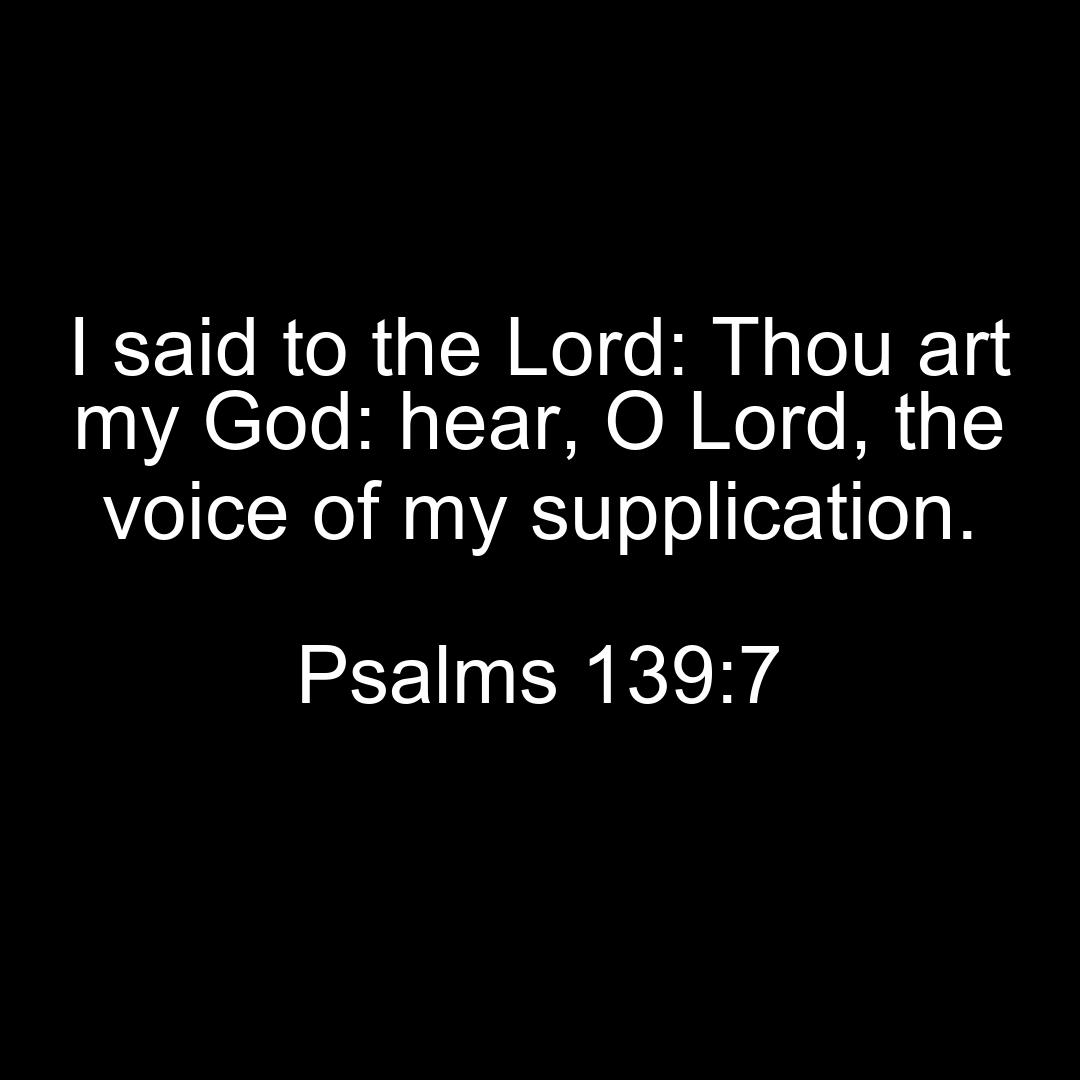 I said to the Lord: Thou art
my God: hear, O Lord, the
voice of my supplication.
Psalms 139:7